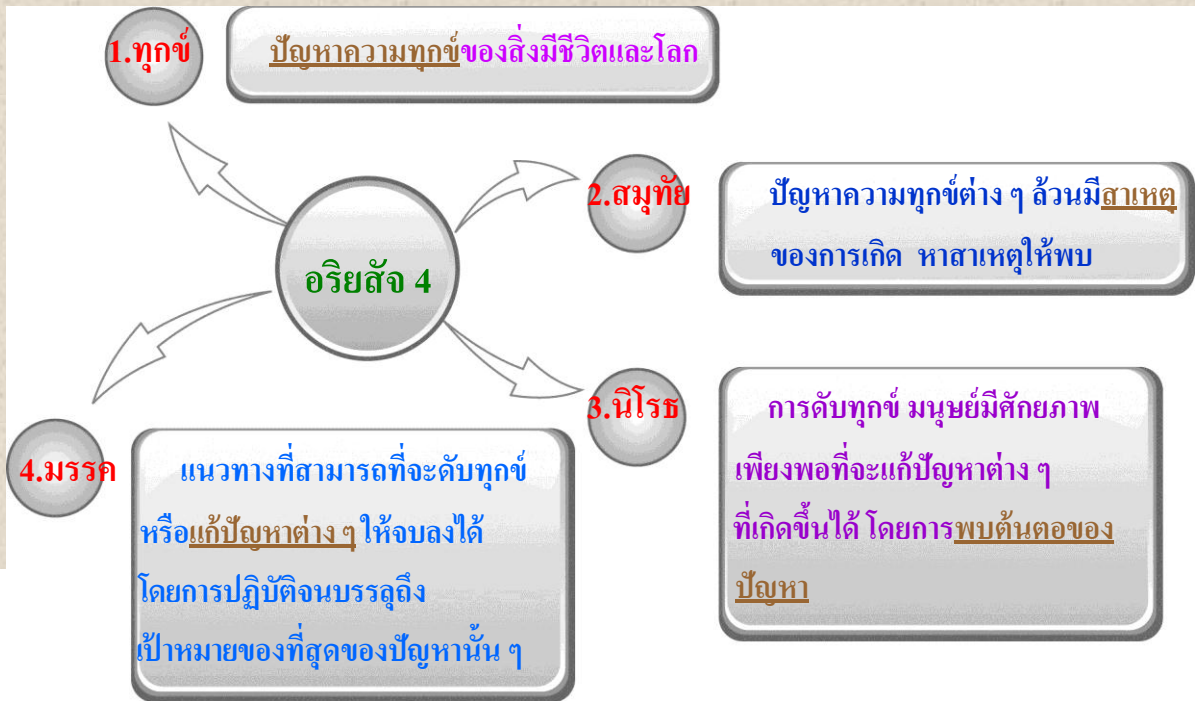 1.ทุกข์
ปัญหาความทุกข์ของสิ่งมีชีวิตและโลก
อริยสัจ 4
2.สมุทัย
ปัญหาความทุกข์ต่าง ๆ ล้วนมีสาเหตุ
ของการเกิด หาสาเหตุให้พบ
3.นิโรธ
การดับทุกข์ มนุษย์มีศักยภาพ
เพียงพอที่จะแก้ปัญหาต่าง ๆ
ที่เกิดขึ้นได้ โดยการพบต้นตอของ
ปัญหา
4.มรรค
แนวทางที่สามารถที่จะดับทุกข์
หรือแก้ปัญหาต่าง ๆ ให้จบลงได้
โดยการปฏิบัติจนบรรลุถึง
เป้าหมายของที่สุดของปัญหานั้น ๆ